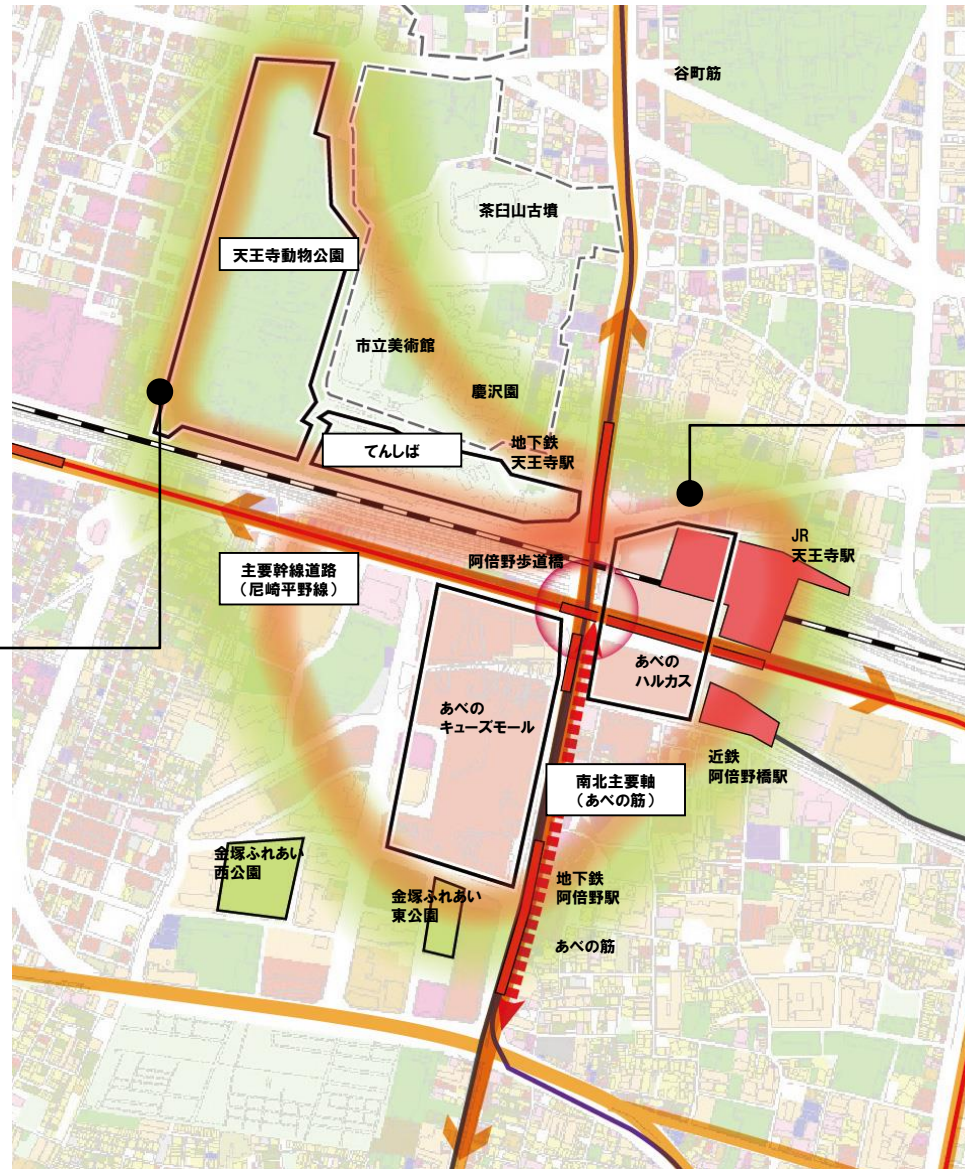 谷町筋
茶臼山古墳
天王寺動物公園
市立美術館
慶沢園
てんしば
地下鉄
天王寺駅
JR
天王寺駅
阿倍野歩道橋
主要幹線道路
（尼崎平野線）
あべの
ハルカス
あべの
キューズモール
近鉄
阿倍野橋駅
南北主要軸
（あべの筋）
金塚ふれあい
西公園
金塚ふれあい
東公園
地下鉄
阿倍野駅
あべの筋